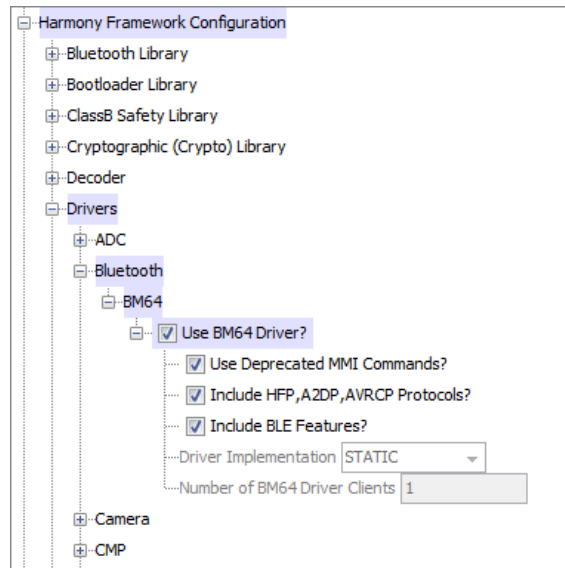 Harmony Framework Configuration
Bluetooth Library
Bootloader Library
ClassB Safety Library
Cryptographic (Crypto) Library
Decoder
Drivers
ADC
Bluetooth
BM64
Use BM64 Driver?
Use Deprecated MMI Commands?
Include HFP,A2DP,AVRCP Protocols?
Include BLE Features?
Driver Implementation STATIC
Number of BM64 Driver Clients 1
Camera
CMP